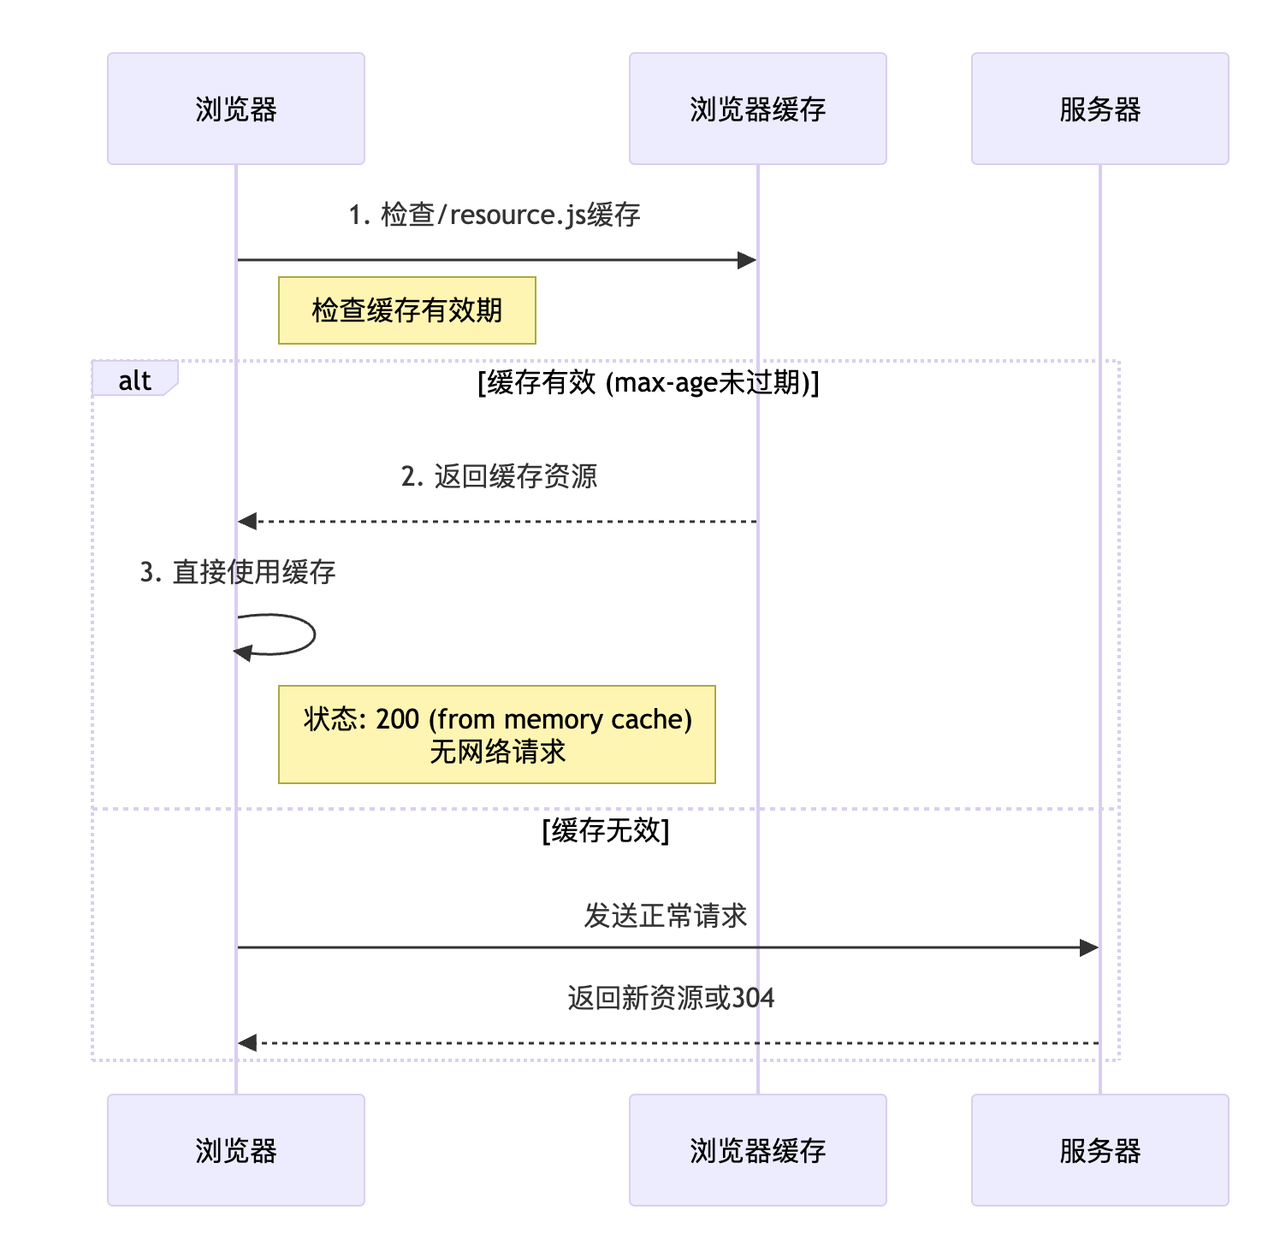 浏览器
浏览器缓存
服务器
1. 检查/resource.js缓存
检查缓存有效期
alt
[缓存有效 (max-age未过期)]
2. 返回缓存资源
3. 直接使用缓存
状态: 200 (from memory cache)
无网络请求
[缓存无效]
发送正常请求
返回新资源或304
浏览器
浏览器缓存
服务器